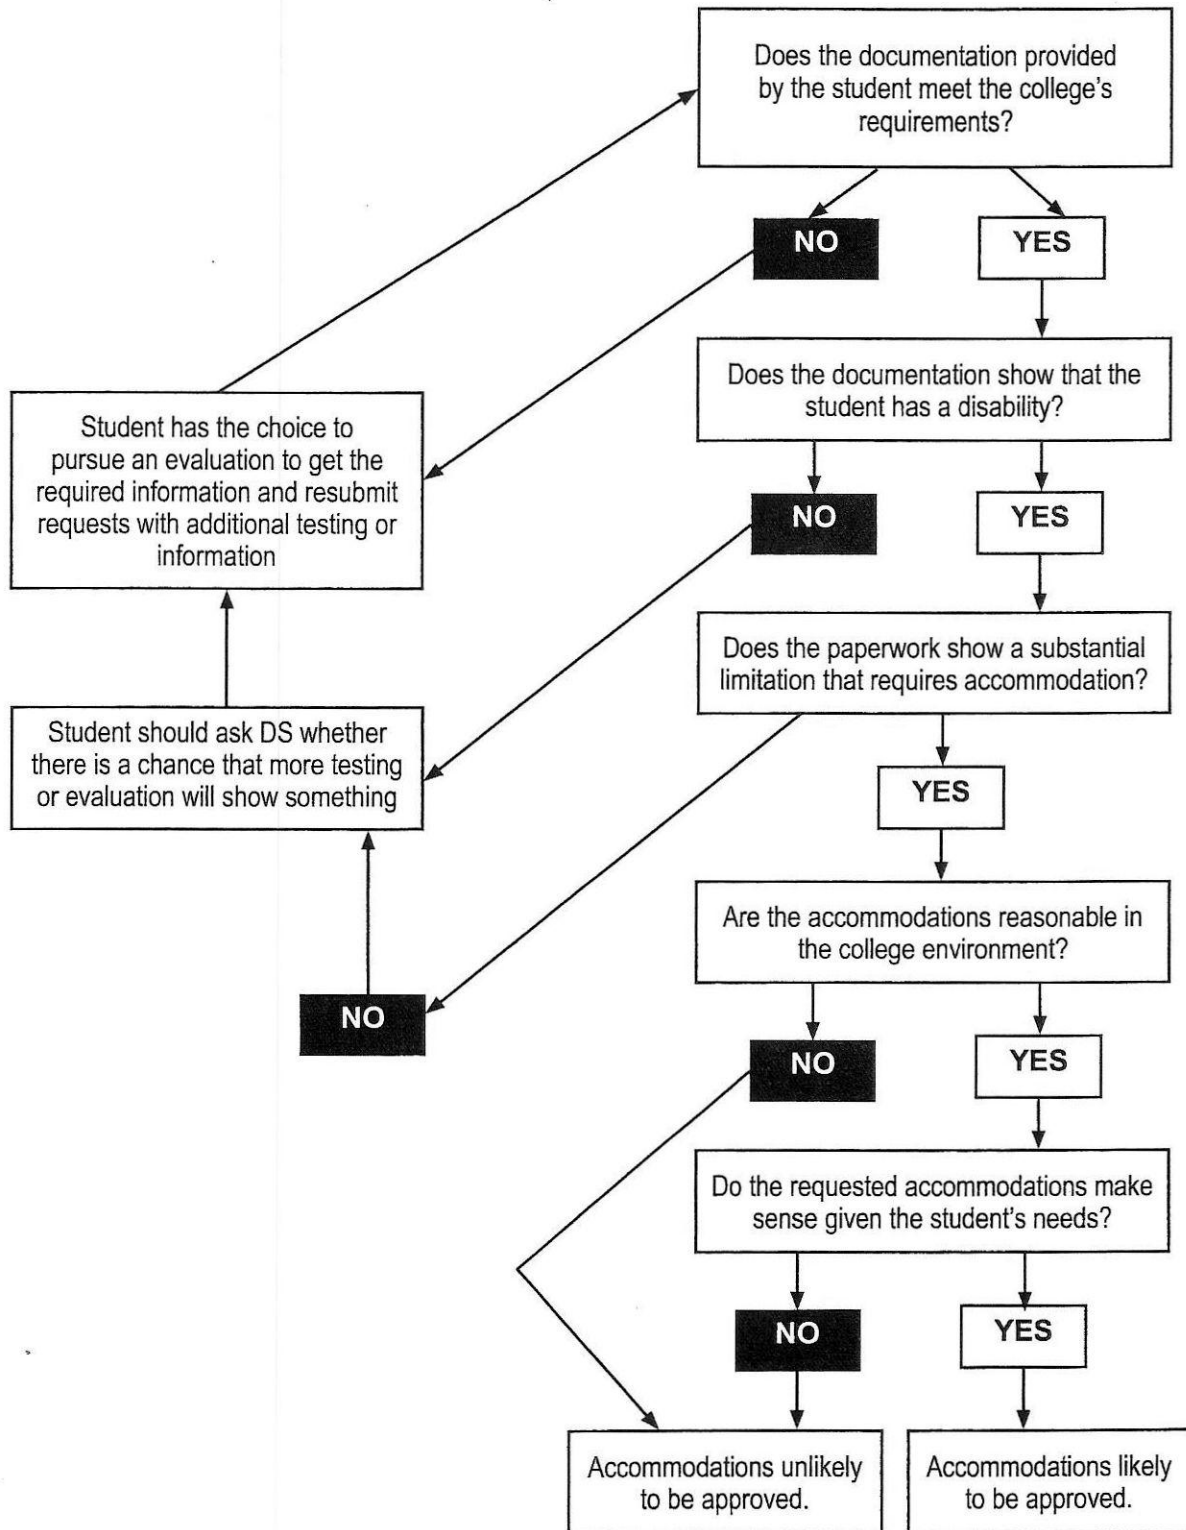 Does the documentation provided
by the student meet the college's
requirements?
NO
YES
Does the documentation show that the
student has a disability?
Student has the choice to
pursue an evaluation to get the
required information and resubmit
requests with additional testing or
information
NO
YES
Does the paperwork show a substantial
limitation that requires accommodation?
Student should ask DS whether
there is a chance that more testing
or evaluation will show something
YES
Are the accommodations reasonable in
the college environment?
NO
NO
YES
Do the requested accommodations make
sense given the student's needs?
NO
YES
Accommodations unlikely
to be approved.
Accommodations likely
to be approved.